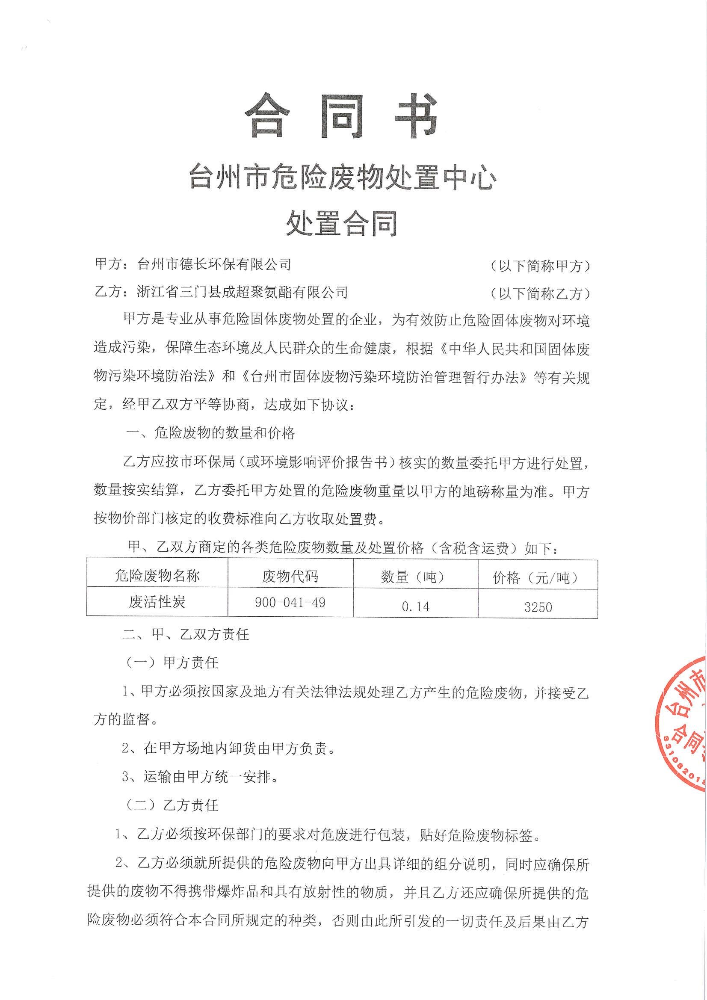 合同书
台州市危险废物处置中心
处置合同
甲方：台州市德长环保有限公司 （以下简称甲方）
乙方：浙江省三门县成超聚氨酯有限公司 （以下简称乙方）
甲方是专业从事危险固体废物处置的企业，为有效防止危险固体废物对环境
造成污染，保障生态环境及人民群众的生命健康，根据《中华人民共和国固体废
物污染环境防治法》和《台州市固体废物污染环境防治管理暂行办法》等有关规
定，经甲乙双方平等协商，达成如下协议：
一、危险废物的数量和价格
乙方应按市环保局（或环境影响评价报告书）核实的数量委托甲方进行处置，
数量按实结算，乙方委托甲方处置的危险废物重量以甲方的地磅称量为准。甲方
按物价部门核定的收费标准向乙方收取处置费。
甲、乙双方商定的各类危险废物数量及处置价格（含税含运费）如下：
危险废物名称 废物代码 数量（吨） 价格（元/吨）
废活性炭 900-041-49 0.14 3250
二、甲、乙双方责任
（一）甲方责任
1、甲方必须按国家及地方有关法律法规处理乙方产生的危险废物，并接受乙
方的监督。
2、在甲方场地内卸货由甲方负责。
3、运输由甲方统一安排。
（二）乙方责任
1、乙方必须按环保部门的要求对危废进行包装，贴好危险废物标签。
2、乙方必须就所提供的危险废物向甲方出具详细的组分说明，同时应确保所
提供的废物不得携带爆炸品和具有放射性的物质，并且乙方还应确保所提供的危
险废物必须符合本合同所规定的种类，否则由此所引发的一切责任及后果由乙方
台州市
合同
33108201